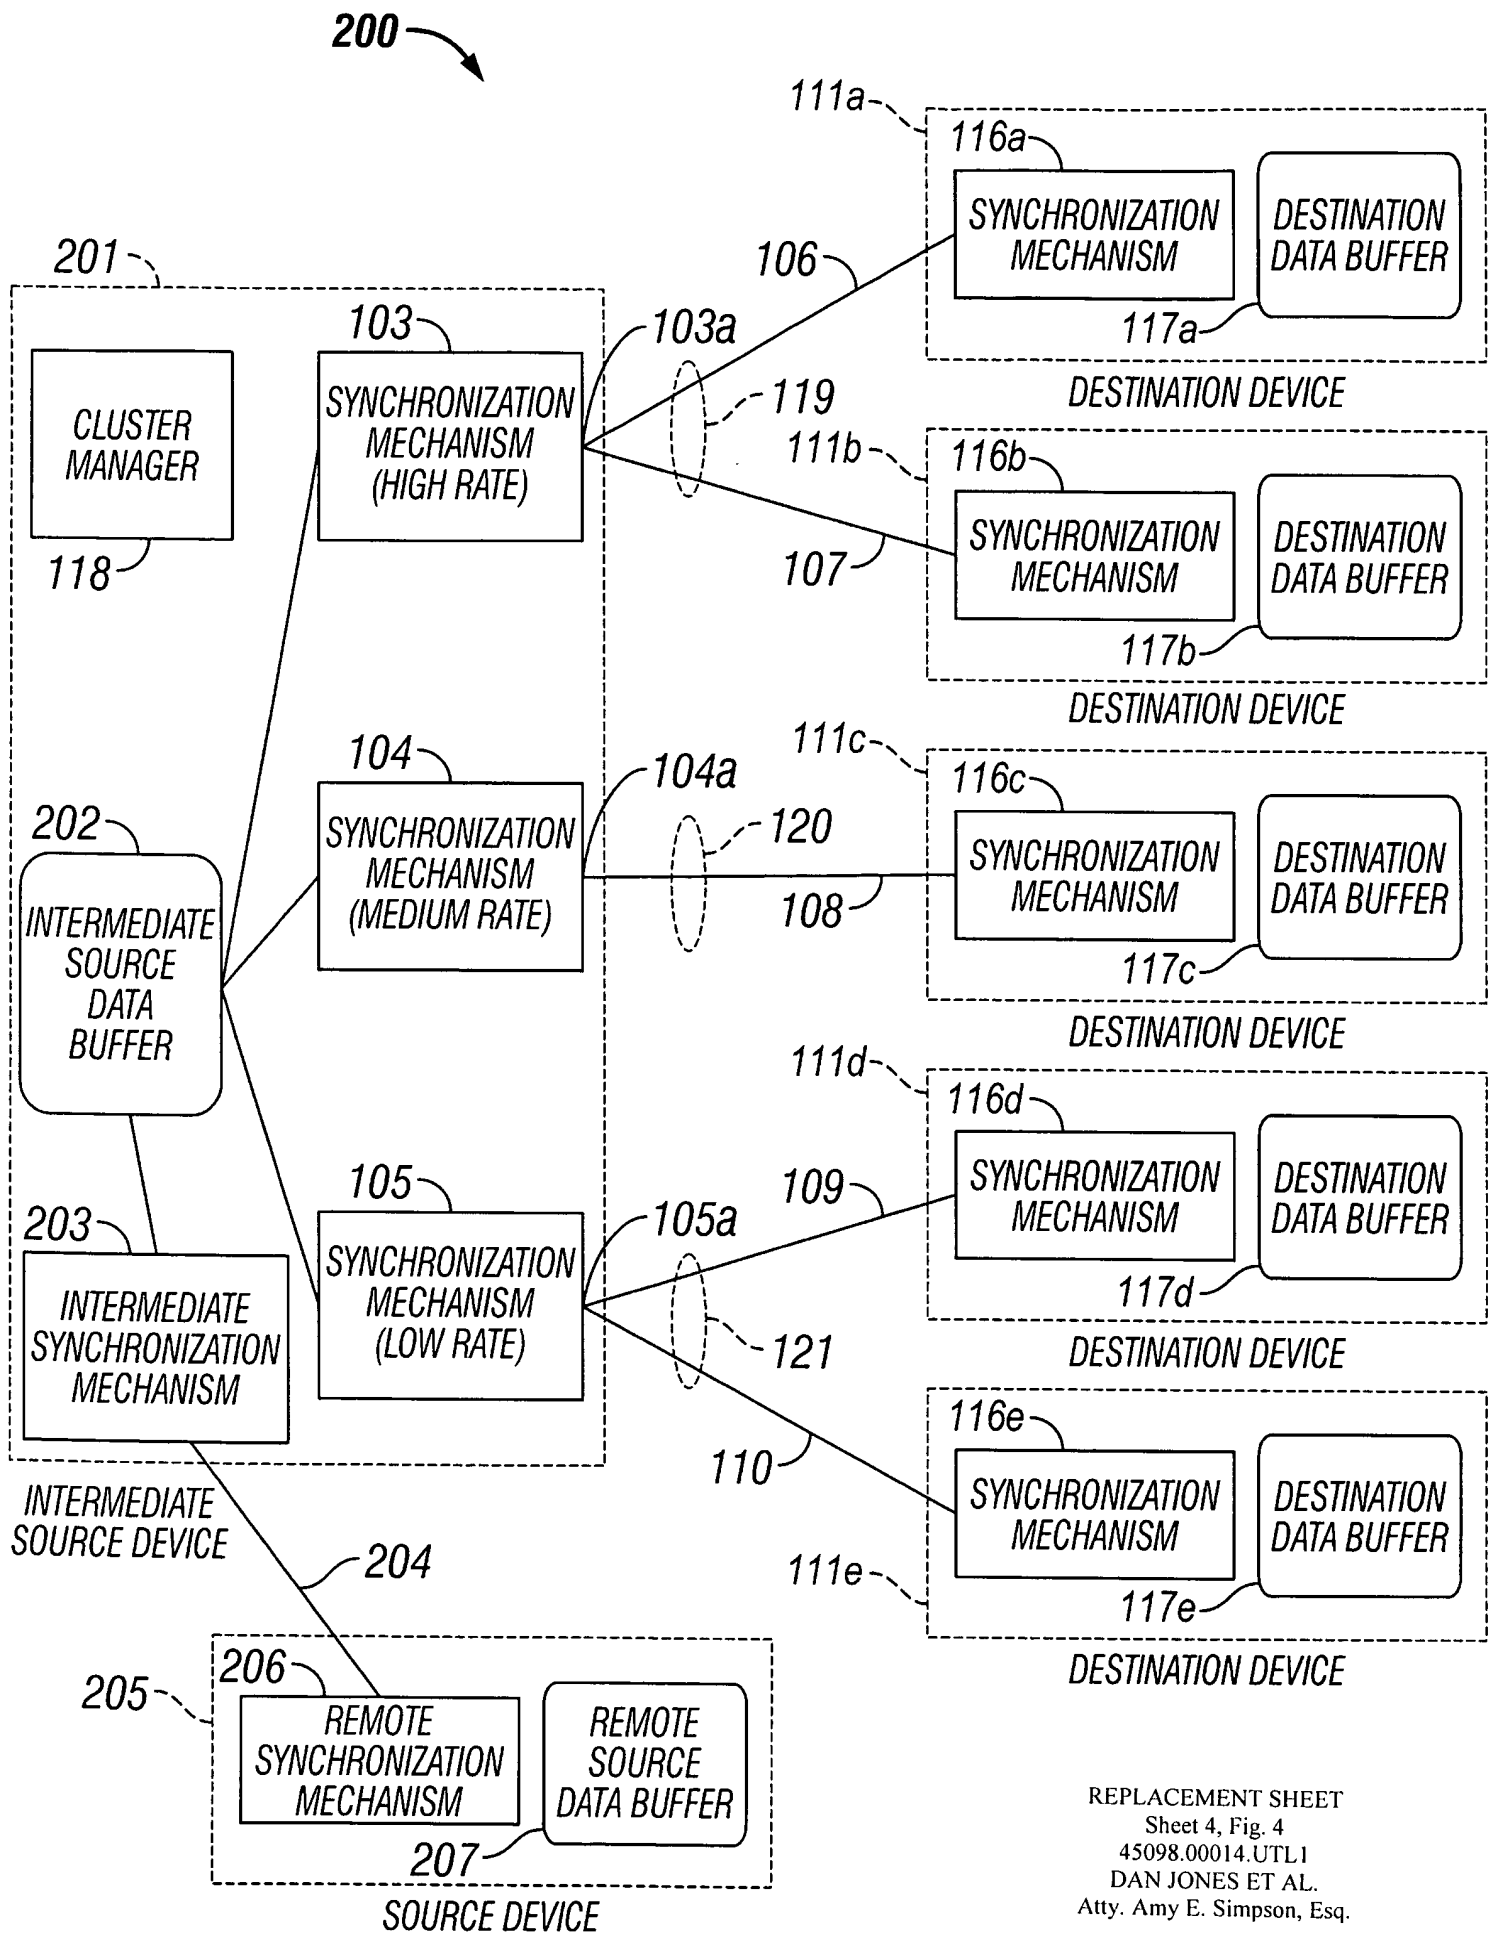 200
111a
116a
SYNCHRONIZATION
MECHANISM
DESTINATION
DATA BUFFER
117a
DESTINATION DEVICE
106
201
103
103a
CLUSTER
MANAGER
118
SYNCHRONIZATION
MECHANISM
(HIGH RATE)
119
111b
116b
SYNCHRONIZATION
MECHANISM
DESTINATION
DATA BUFFER
107
117b
DESTINATION DEVICE
104
104a
111c
116c
SYNCHRONIZATION
MECHANISM
DESTINATION
DATA BUFFER
202
SYNCHRONIZATION
MECHANISM
(MEDIUM RATE)
120
108
117c
DESTINATION DEVICE
INTERMEDIATE
SOURCE
DATA
BUFFER
111d
116d
SYNCHRONIZATION
MECHANISM
DESTINATION
DATA BUFFER
105
105a
109
117d
DESTINATION DEVICE
203
INTERMEDIATE
SYNCHRONIZATION
MECHANISM
SYNCHRONIZATION
MECHANISM
(LOW RATE)
121
110
116e
SYNCHRONIZATION
MECHANISM
DESTINATION
DATA BUFFER
111e
117e
DESTINATION DEVICE
INTERMEDIATE
SOURCE DEVICE
204
205
206
REMOTE
SYNCHRONIZATION
MECHANISM
REMOTE
SOURCE
DATA BUFFER
207
SOURCE DEVICE
REPLACEMENT SHEET
Sheet 4, Fig. 4
45098.00014.UTL1
DAN JONES ET AL.
Atty. Amy E. Simpson, Esq.